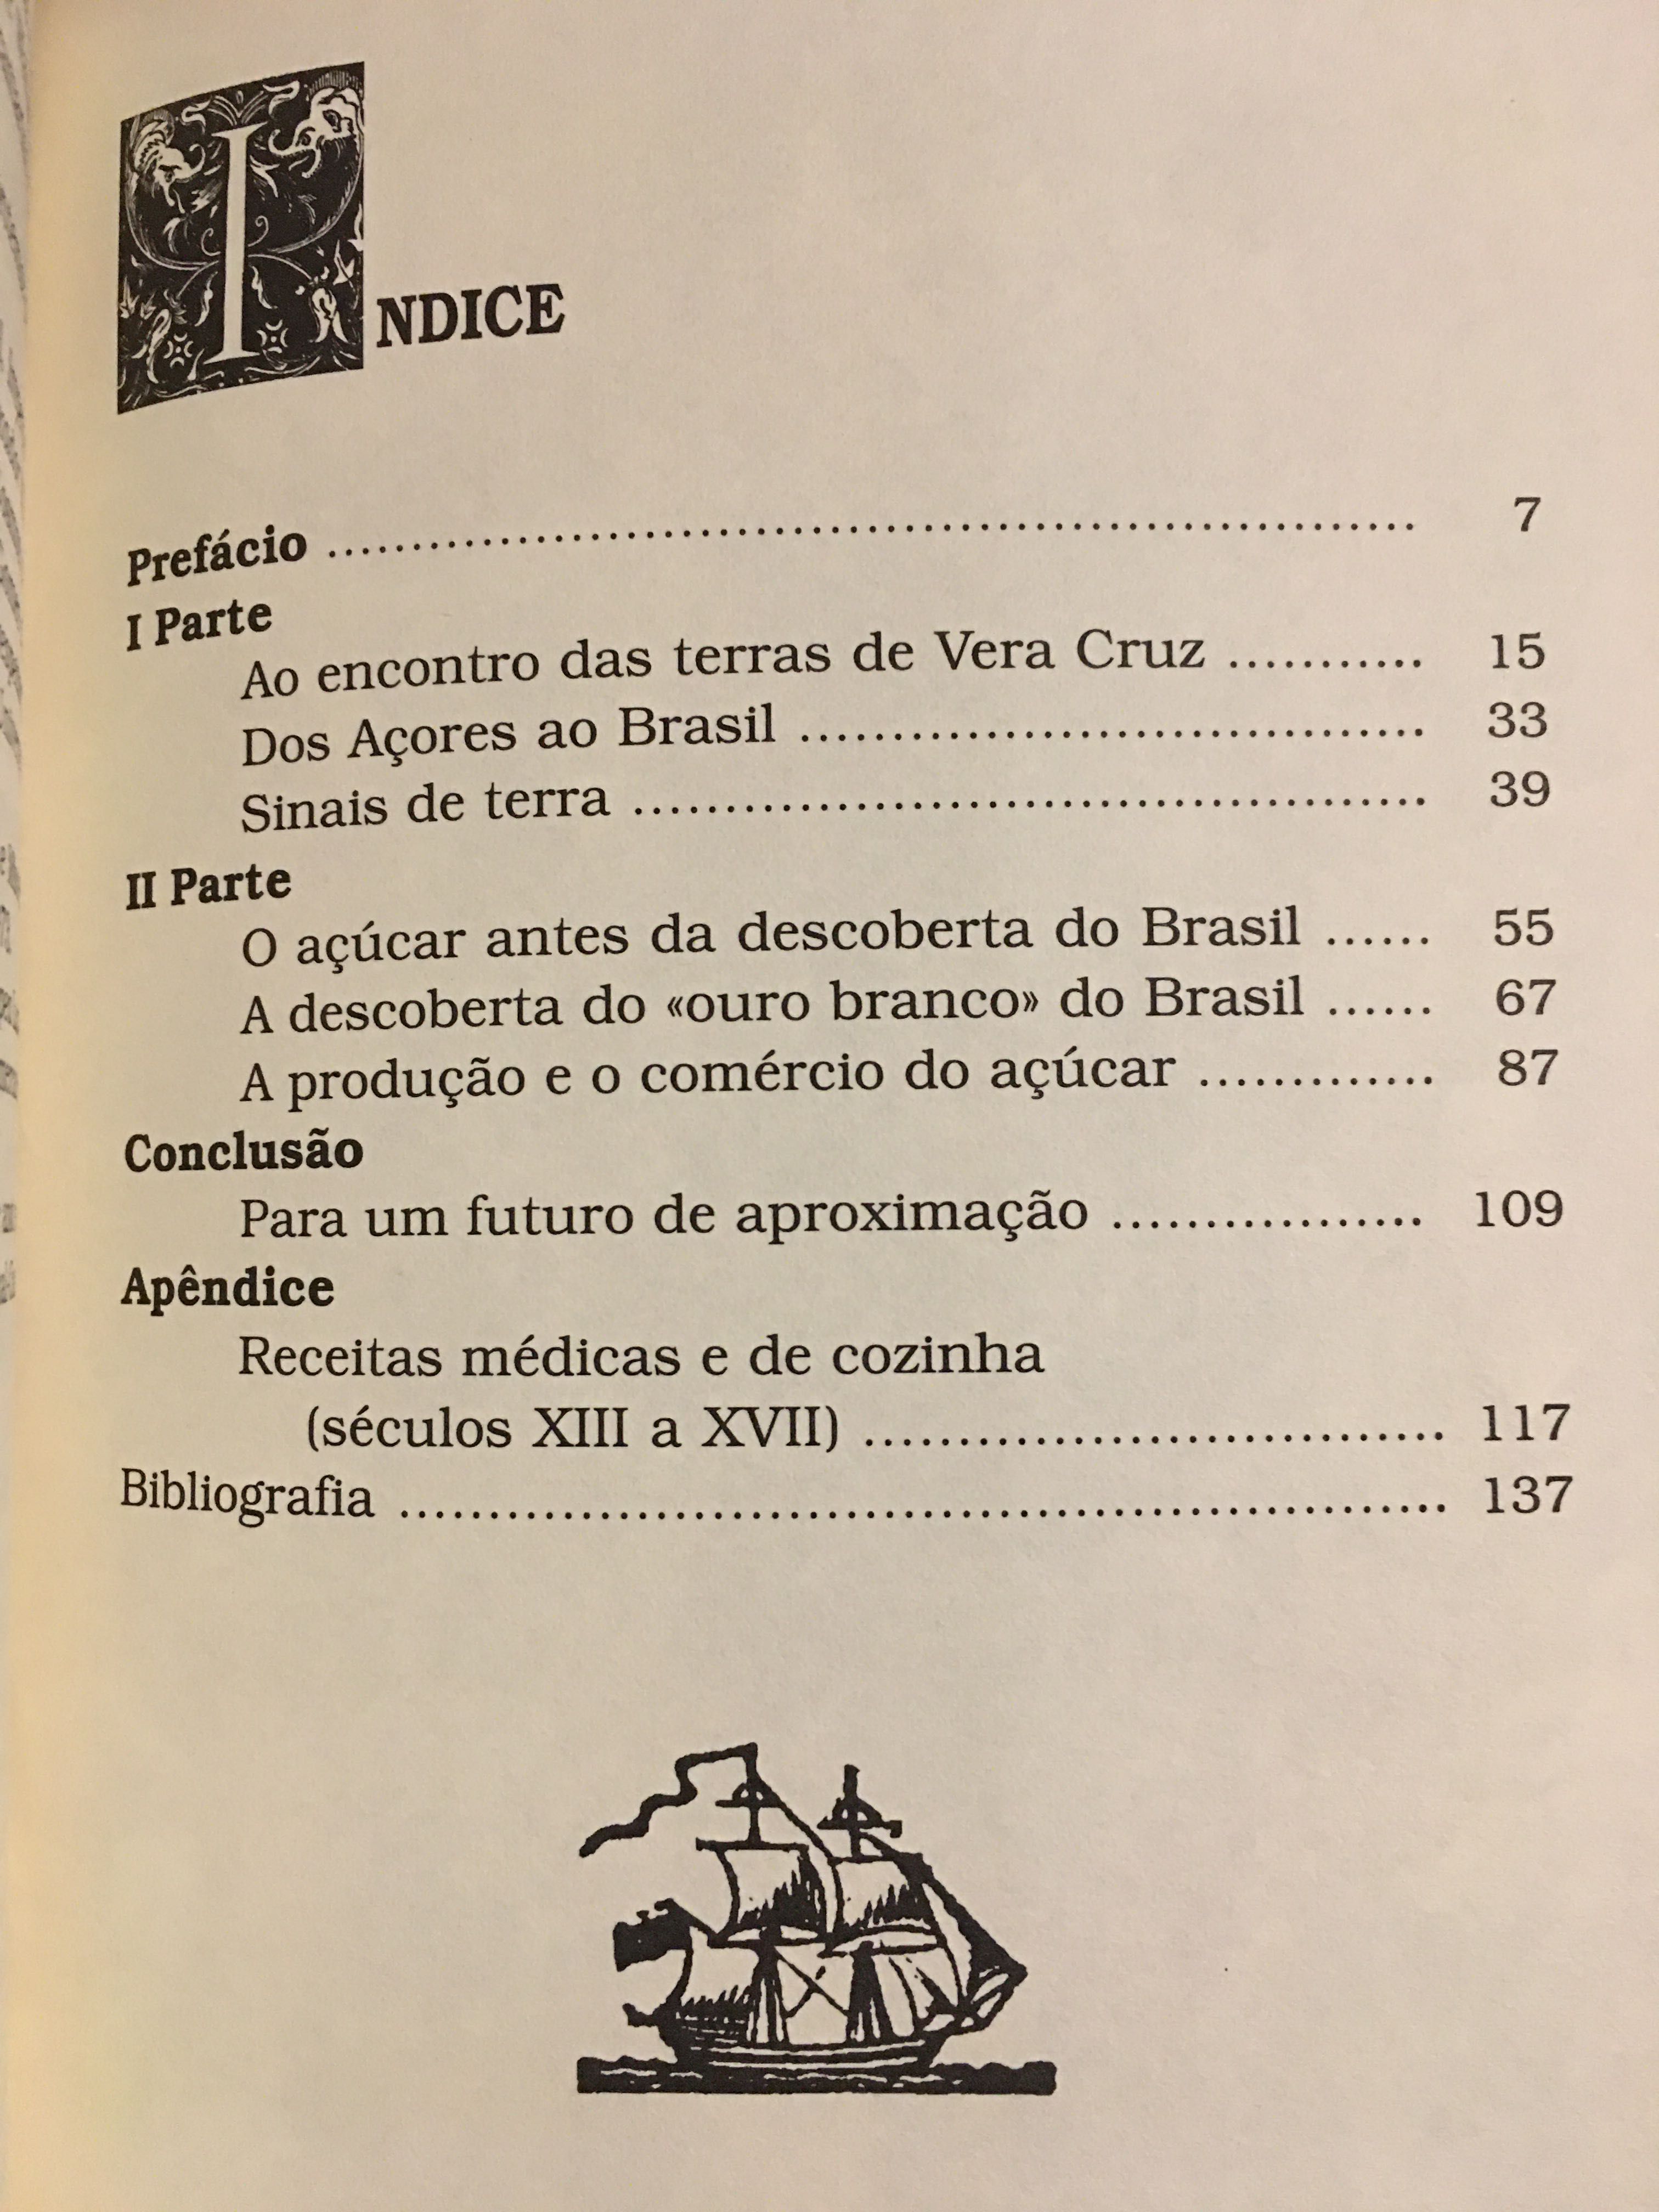 ÍNDICE
Prefácio ........................................................... 7
I Parte
Ao encontro das terras de Vera Cruz ........... 15
Dos Açores ao Brasil .................................. 33
Sinais de terra ........................................... 39
II Parte
O açúcar antes da descoberta do Brasil ...... 55
A descoberta do «ouro branco» do Brasil ...... 67
A produção e o comércio do açúcar ............. 87
Conclusão
Para um futuro de aproximação ................. 109
Apêndice
Receitas médicas e de cozinha
(séculos XIII a XVII) ................................ 117
Bibliografia ......................................................... 137